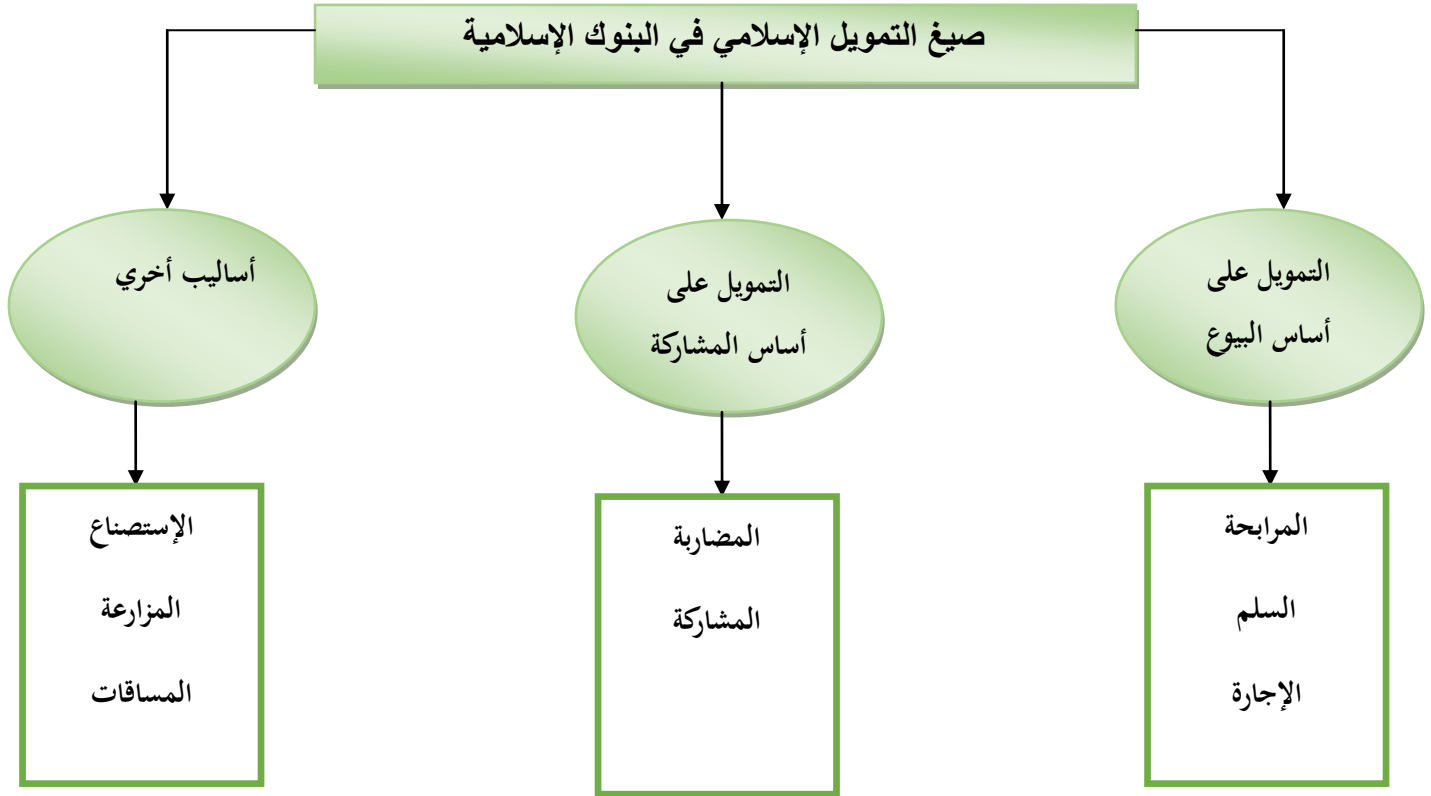 صيغ التمويل الإسلامي في البنوك الإسلامية
التمويل على
أساس البيوع
التمويل على
أساس المشاركة
أساليب أخري
المرابحة
السلم
الإجارة
المضاربة
المشاركة
الإستصناع
المزارعة
المساقات